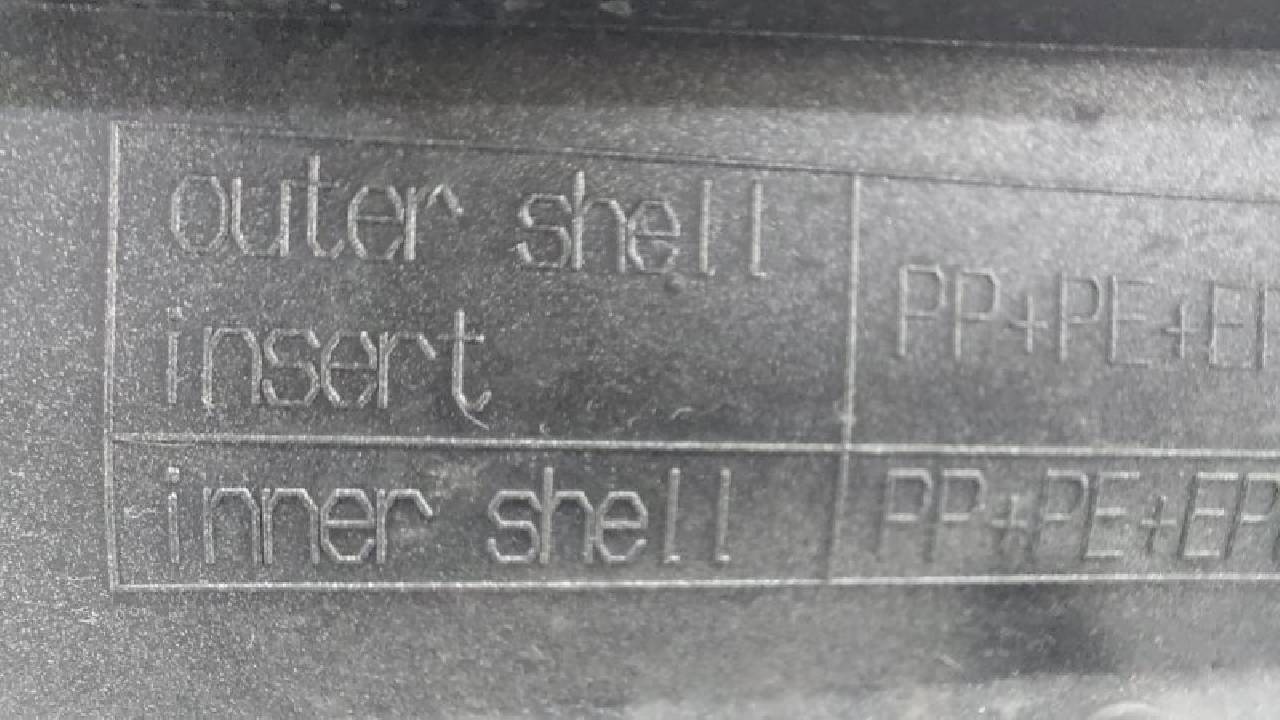 outer shell
insert
PP+PE+E
inner shell
PP+PE+EP